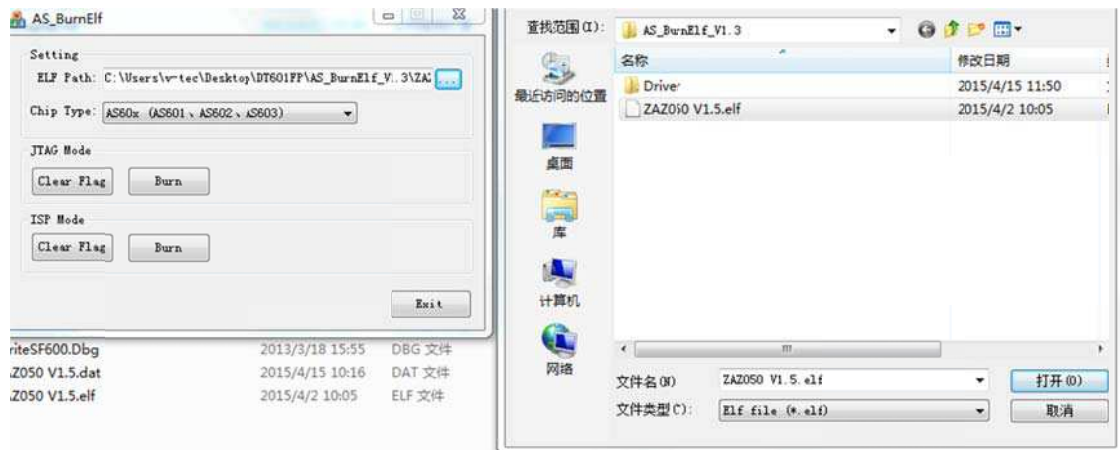 AS_BurnElf
Setting
ELF Path: C:\Users\v-tec\Desktop\DT601FP\AS_BurnElf_V..3\ZAZ
...
Chip Type: AS60x (AS601、AS602、AS603)
JTAG Mode
Clear Flag Burn
ISP Mode
Clear Flag Burn
Exit
riteSF600.Dbg 2013/3/18 15:55 DBG 文件
Z050 V1.5.dat 2015/4/15 10:16 DAT 文件
Z050 V1.5.elf 2015/4/2 10:05 ELF 文件
查找范围(I): AS_BurnElf_V1.3
名称 修改日期
Driver 2015/4/15 11:50
ZAZ050 V1.5.elf 2015/4/2 10:05
最近访问的位置
桌面
库
计算机
网络
文件名(N) ZAZ050 V1.5.elf 打开(O)
文件类型(T): Elf file (*.elf) 取消